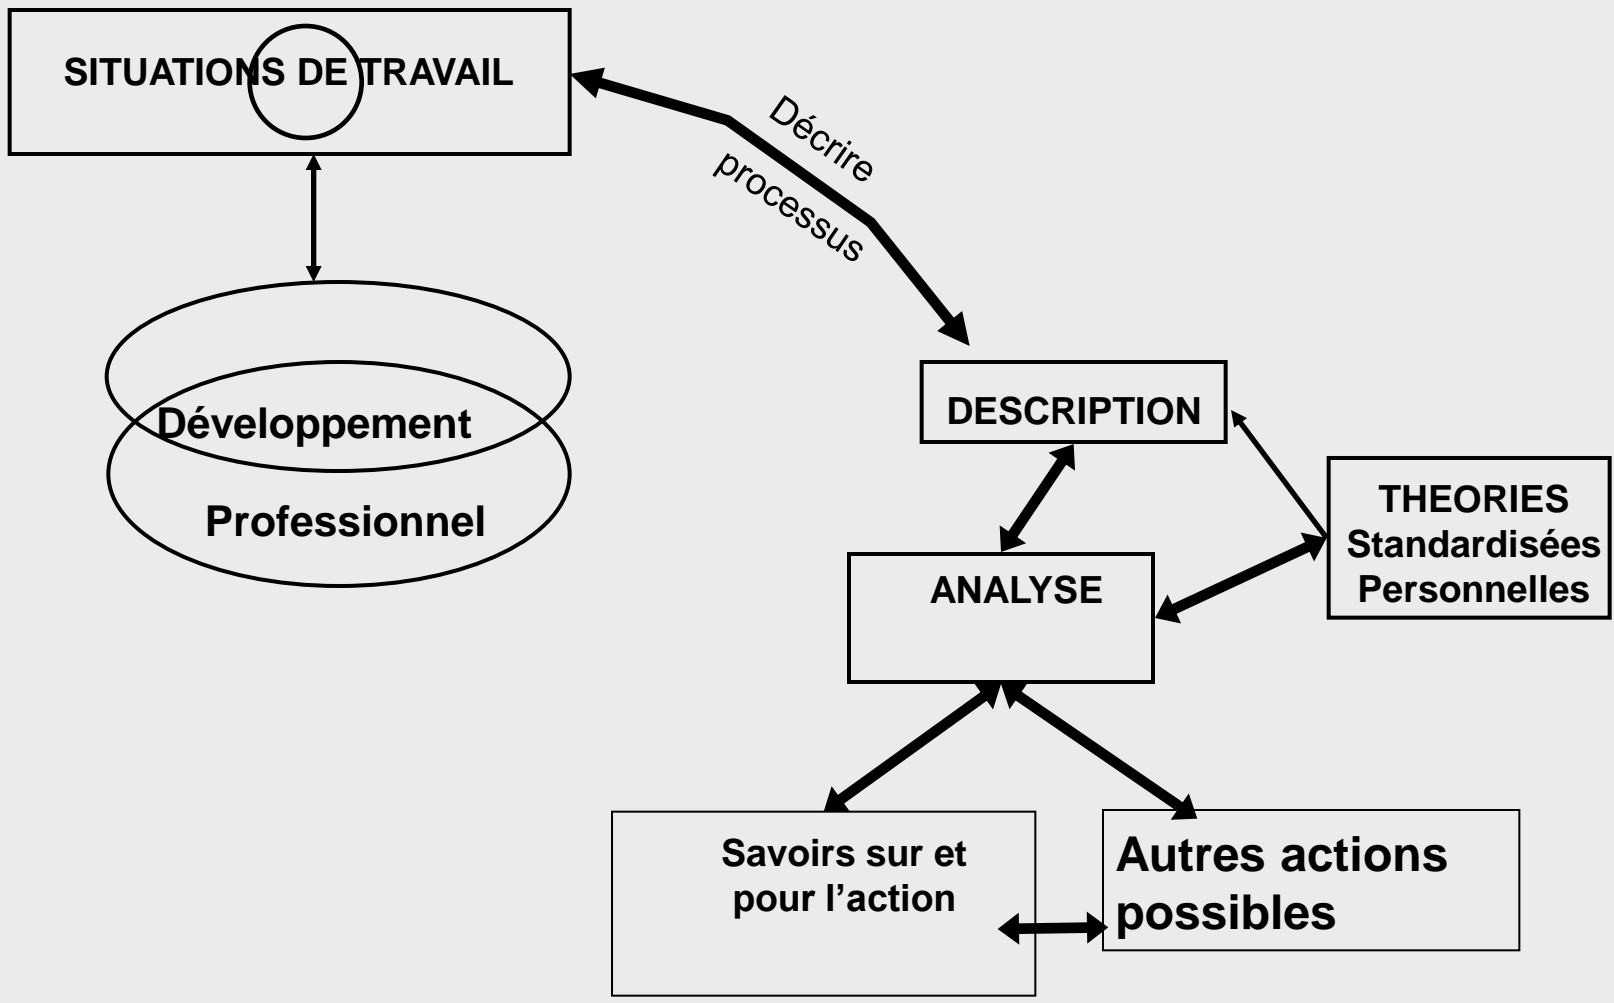 SITUATIONS DE TRAVAIL
Décrire
processus
Développement
Professionnel
DESCRIPTION
THEORIES
Standardisées
Personnelles
ANALYSE
Savoirs sur et
pour l’action
Autres actions
possibles